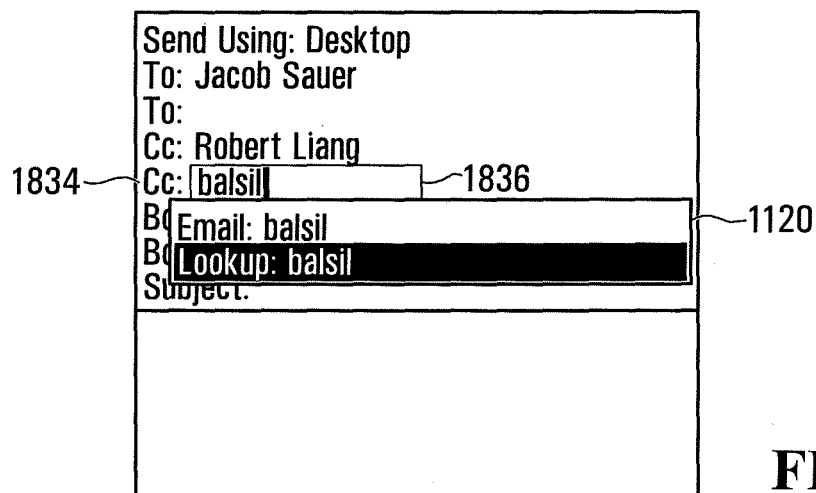 Send Using: Desktop
To: Jacob Sauer
To:
Cc: Robert Liang
1834 Cc: balsil 1836
Email: balsil 1120
Lookup: balsil
Subject: